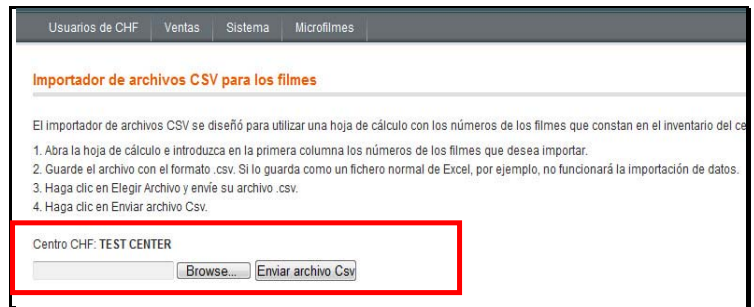 Usuarios de CHF Ventas Sistema Microfilmes
Importador de archivos CSV para los filmes
El importador de archivos CSV se diseñó para utilizar una hoja de cálculo con los números de los filmes que constan en el inventario del ce
1. Abra la hoja de cálculo e introduzca en la primera columna los números de los filmes que desea importar.
2. Guarde el archivo con el formato .csv. Si lo guarda como un fichero normal de Excel, por ejemplo, no funcionará la importación de datos.
3. Haga clic en Elegir Archivo y envíe su archivo .csv.
4. Haga clic en Enviar archivo Csv.
Centro CHF: TEST CENTER
Browse... Enviar archivo Csv